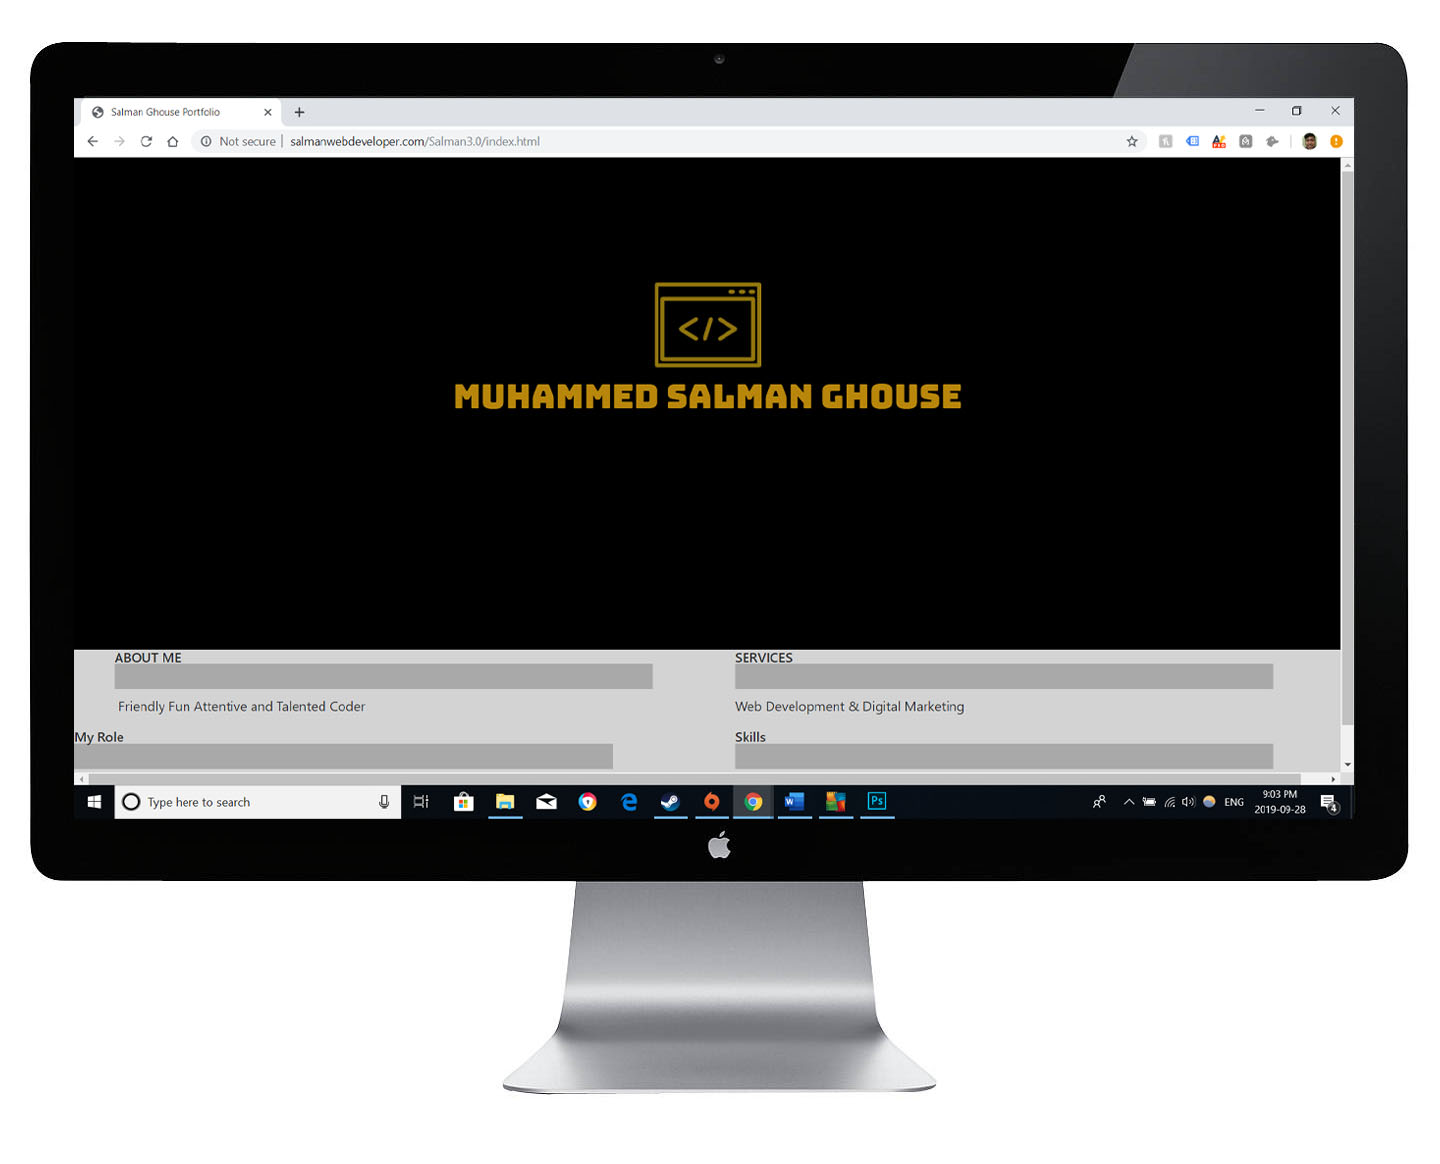 Salman Ghouse Portfolio
Not secure | salmanwebdeveloper.com/Salman3.0/index.html
</>
MUHAMMED SALMAN GHOUSE
ABOUT ME
SERVICES
Friendly Fun Attentive and Talented Coder
Web Development & Digital Marketing
My Role
Skills
Type here to search
Ps
ENG
9:03 PM
2019-09-28
4